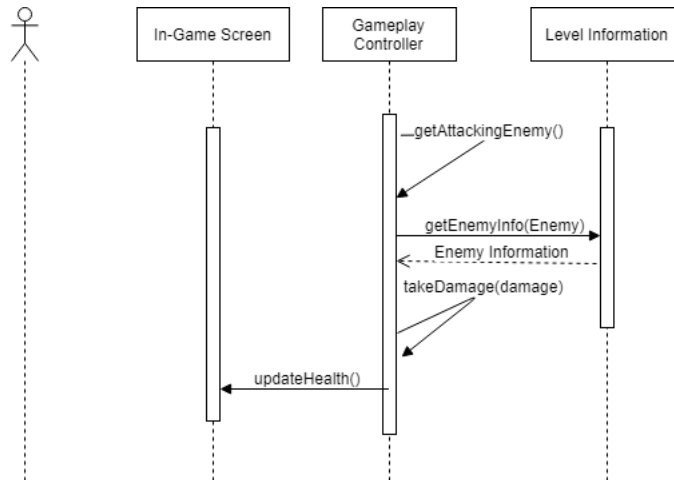 In-Game Screen
Gameplay
Controller
Level Information
getAttackingEnemy()
getEnemyInfo(Enemy)
Enemy Information
takeDamage(damage)
updateHealth()